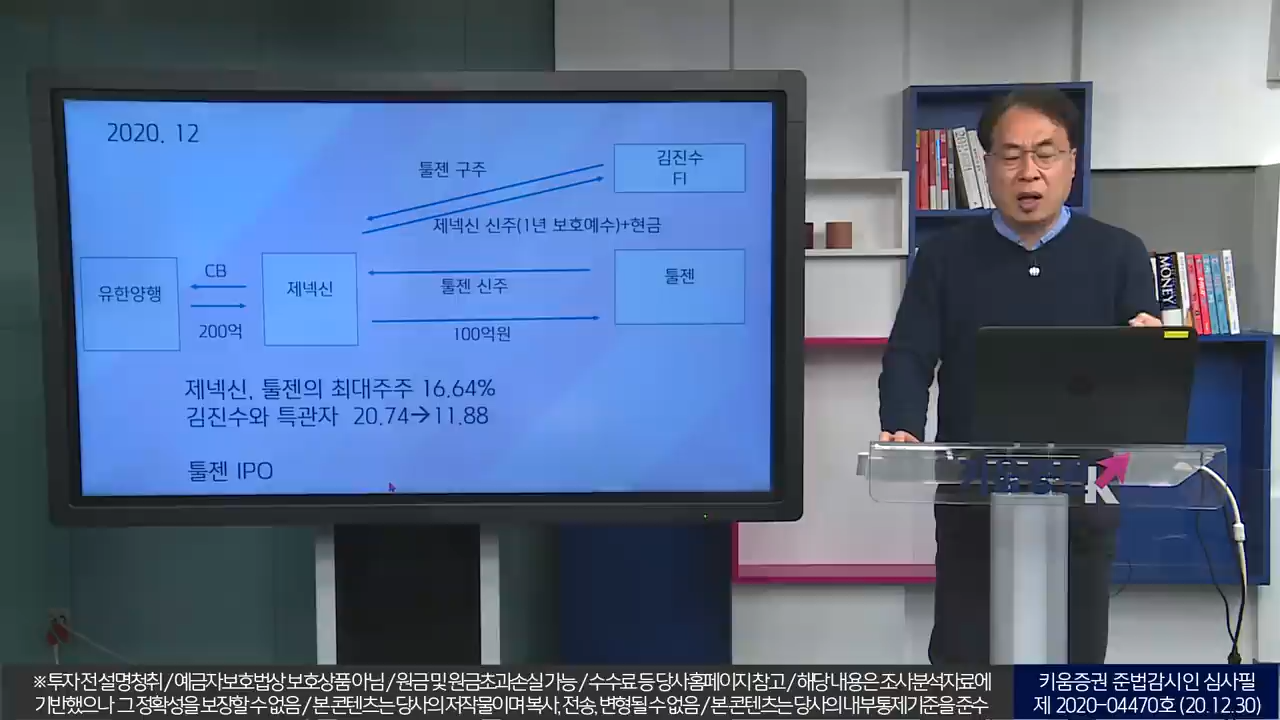 2020. 12
툴젠 구주
김진수
FI
제넥신 신주(1년 보호예수)+현금
유한양행
CB
200억
제넥신
툴젠 신주
100억원
툴젠
제넥신, 툴젠의 최대주주 16.64%
김진수와 특관자 20.74→11.88
툴젠 IPO
MONEY
키움증권
K
※ 투자 전 설명청취 / 예금자보호법상 보호상품 아님 / 원금 및 원금초과손실 가능 / 수수료 등 당사홈페이지 참고 / 해당 내용은 조사분석자료에
기반했으나 그 정확성을 보장할 수 없음 / 본 콘텐츠는 당사의 저작물이며 복사, 전송, 변형될 수 없음 / 본 콘텐츠는 당사의 내부통제기준을 준수
키움증권 준법감시인 심사필
제 2020-04470호 (20.12.30)